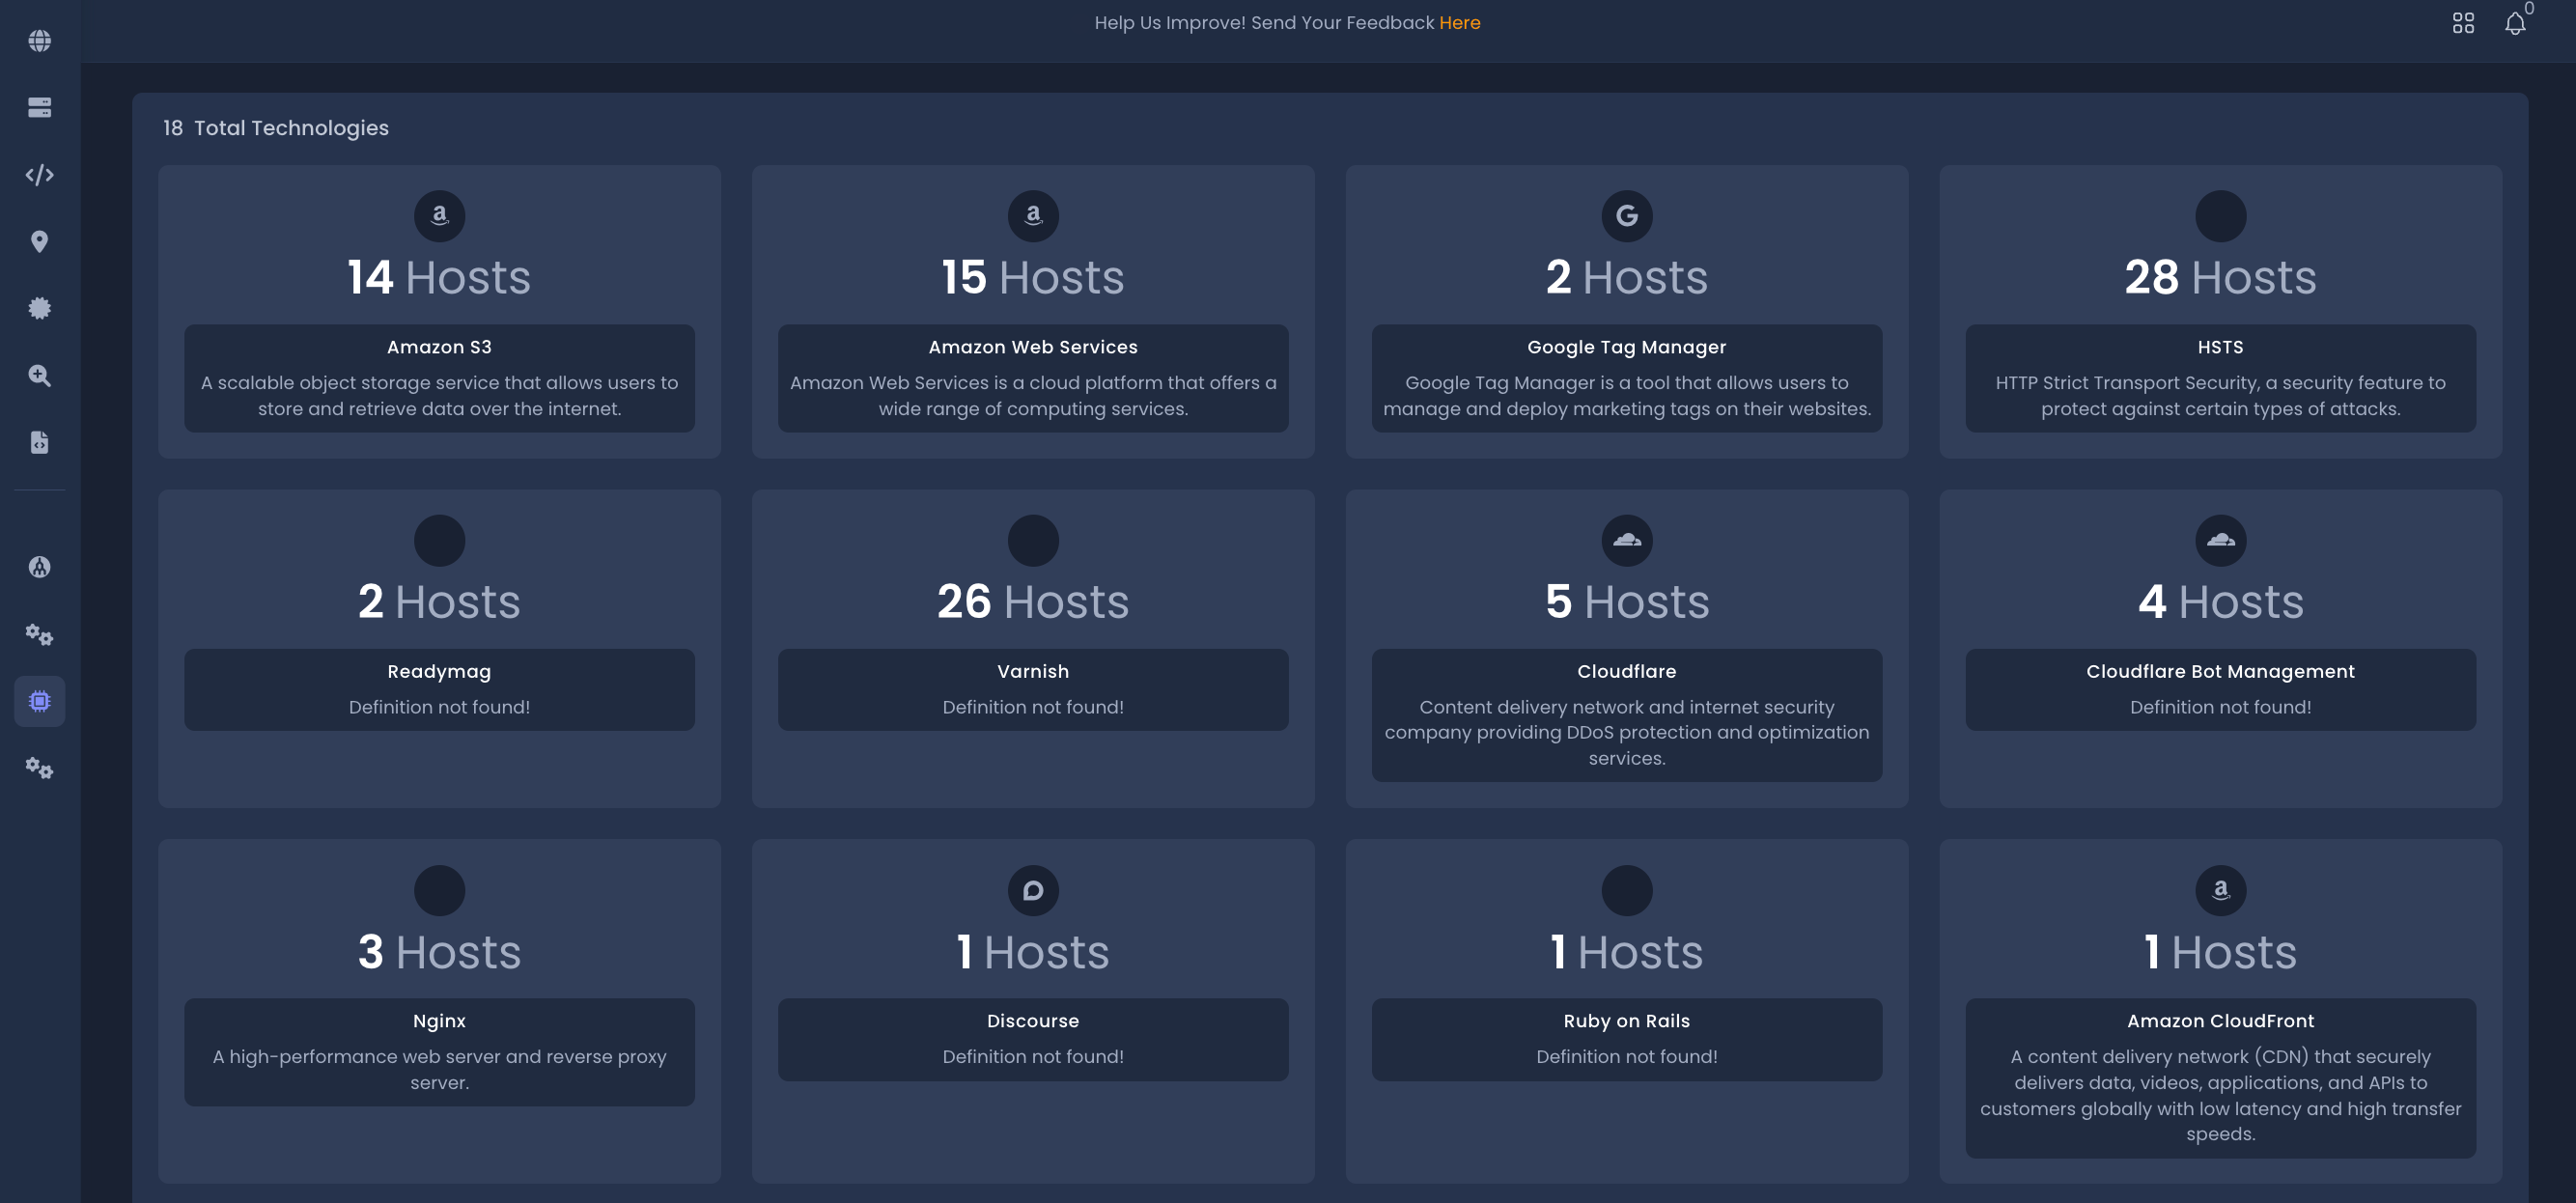 Help Us Improve! Send Your Feedback Here
0
18 Total Technologies
14 Hosts
Amazon S3
A scalable object storage service that allows users to
store and retrieve data over the internet.
15 Hosts
Amazon Web Services
Amazon Web Services is a cloud platform that offers a
wide range of computing services.
2 Hosts
Google Tag Manager
Google Tag Manager is a tool that allows users to
manage and deploy marketing tags on their websites.
28 Hosts
HSTS
HTTP Strict Transport Security, a security feature to
protect against certain types of attacks.
2 Hosts
Readymag
Definition not found!
26 Hosts
Varnish
Definition not found!
5 Hosts
Cloudflare
Content delivery network and internet security
company providing DDoS protection and optimization
services.
4 Hosts
Cloudflare Bot Management
Definition not found!
3 Hosts
Nginx
A high-performance web server and reverse proxy
server.
1 Hosts
Discourse
Definition not found!
1 Hosts
Ruby on Rails
Definition not found!
1 Hosts
Amazon CloudFront
A content delivery network (CDN) that securely
delivers data, videos, applications, and APIs to
customers globally with low latency and high transfer
speeds.